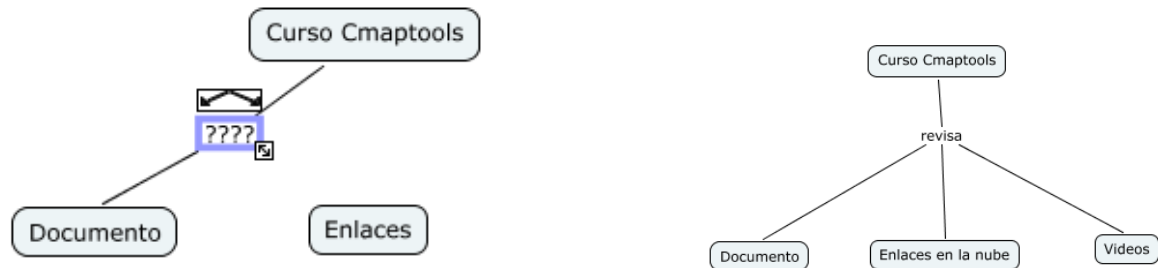 Curso Cmaptools
????
Documento
Enlaces
Curso Cmaptools
revisa
Documento
Enlaces en la nube
Videos